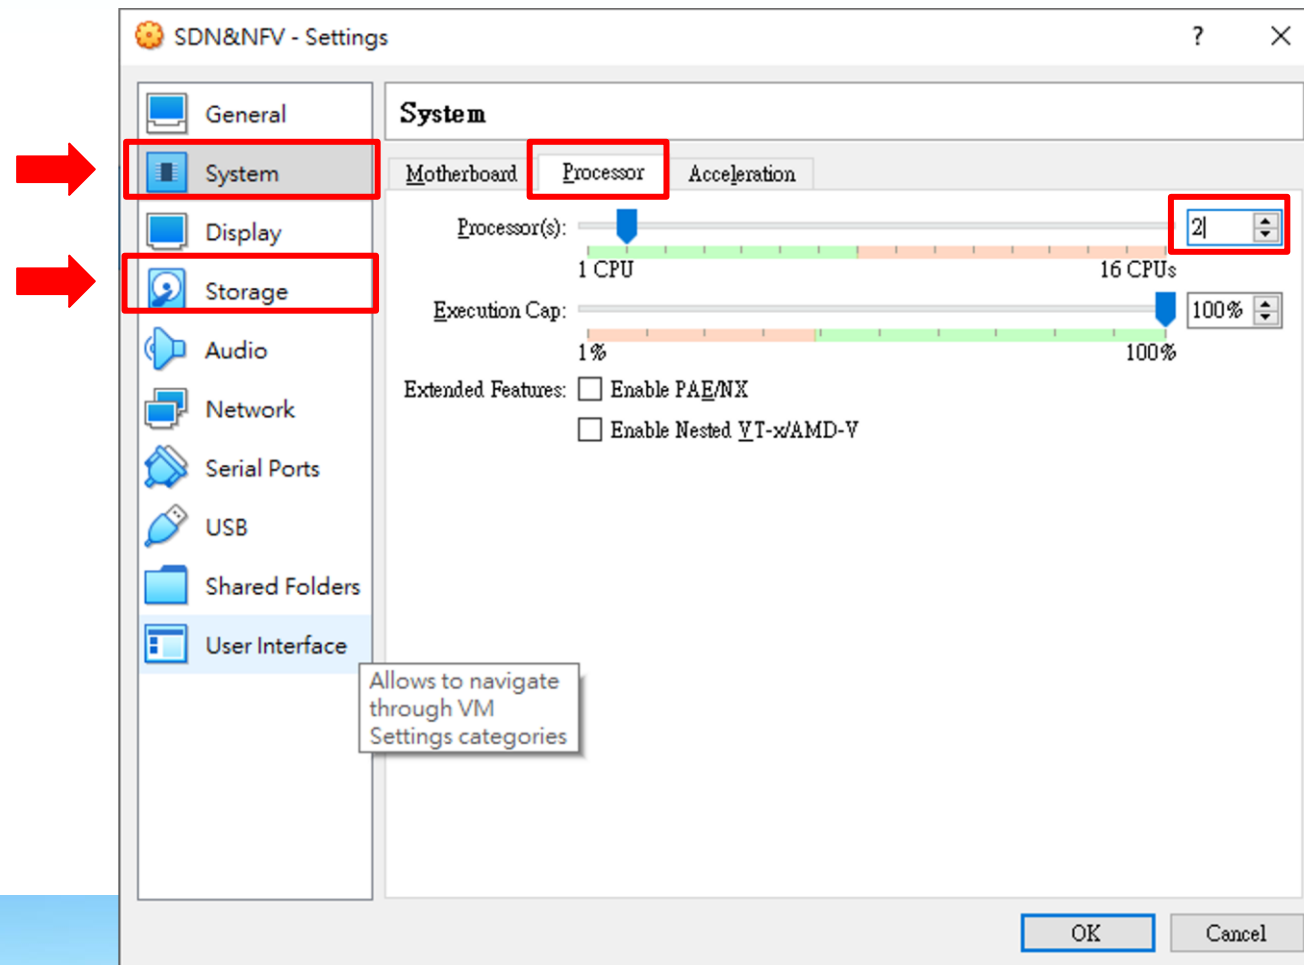 SDN&NFV - Settings
?
General
System
Display
Storage
Audio
Network
Serial Ports
USB
Shared Folders
User Interface
Allows to navigate
through VM
Settings categories
System
Motherboard Processor Acceleration
Processor(s): 2
1 CPU 16 CPUs
Execution Cap: 100%
1% 100%
Extended Features: Enable PAE/NX
Enable Nested VT-x/AMD-V
OK Cancel